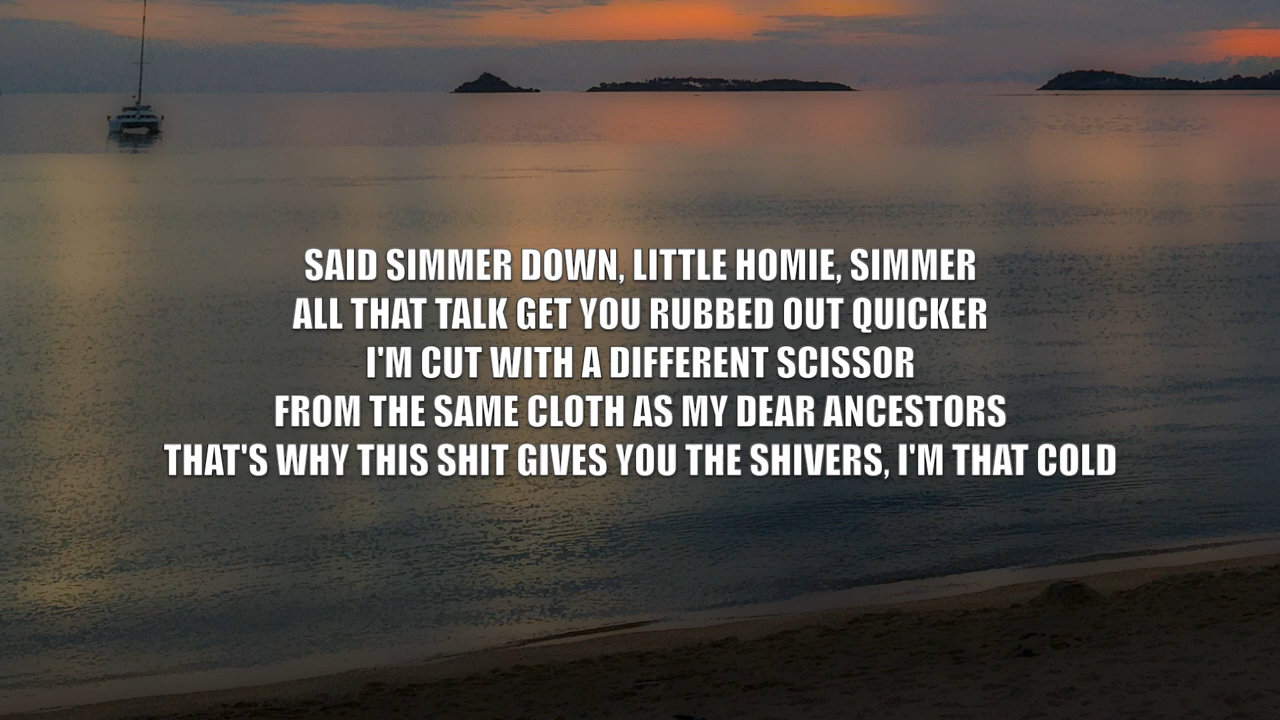 SAID SIMMER DOWN, LITTLE HOMIE, SIMMER
ALL THAT TALK GET YOU RUBBED OUT QUICKER
I'M CUT WITH A DIFFERENT SCISSOR
FROM THE SAME CLOTH AS MY DEAR ANCESTORS
THAT'S WHY THIS SHIT GIVES YOU THE SHIVERS, I'M THAT COLD